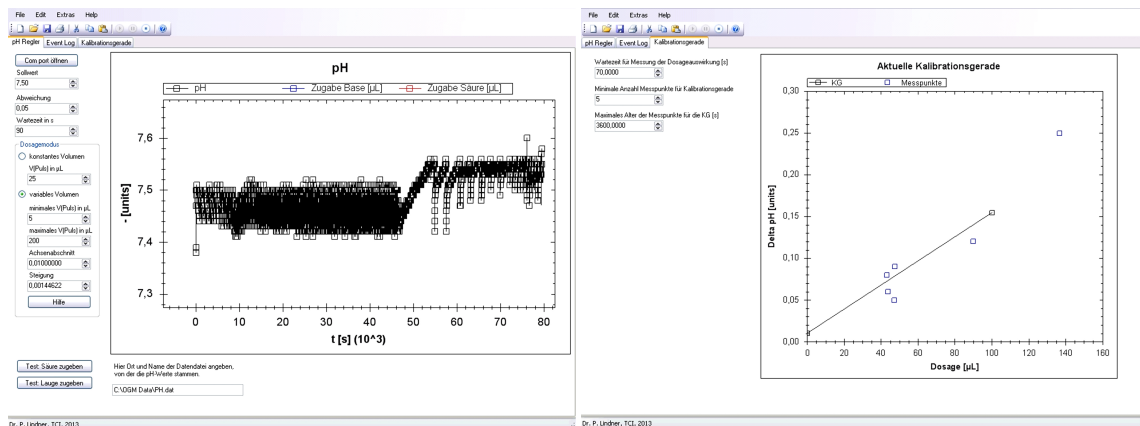 File Edit Extras Help
pH Regler Event Log Kalibrationsgerade
Com port öffnen
Sollwert
7,50
Abweichung
0,05
Wartezeit in s
90
Dosagemodus
konstantes Volumen
V(Puls) in µL
25
variables Volumen
minimales V(Puls) in µL
5
maximales V(Puls) in µL
200
Achsenabschnitt
0,01000000
Steigung
0,00144622
Hilfe
Test: Säure zugeben
Test: Lauge zugeben
pH
pH Zugabe Base [µL] Zugabe Säure [µL]
- [units]
7,6
7,5
7,4
7,3
0 10 20 30 40 50 60 70 80
t [s] (10^3)
Hier Ort und Name der Datendatei angeben,
von der die pH-Werte stammen.
C:\OGM Data\PH.dat
Dr. P. Lindner, TCI, 2013
File Edit Extras Help
pH Regler Event Log Kalibrationsgerade
Wartezeit für Messung der Dosageauswirkung [s]
70,0000
Minimale Anzahl Messpunkte für Kalibrationsgerade
5
Maximales Alter der Messpunkte für die KG [s]
3600,0000
Aktuelle Kalibrationsgerade
KG Messpunkte
Delta pH [units]
0,30
0,25
0,20
0,15
0,10
0,05
0,00
0 20 40 60 80 100 120 140 160
Dosage [µL]
Dr. P. Lindner, TCI, 2013